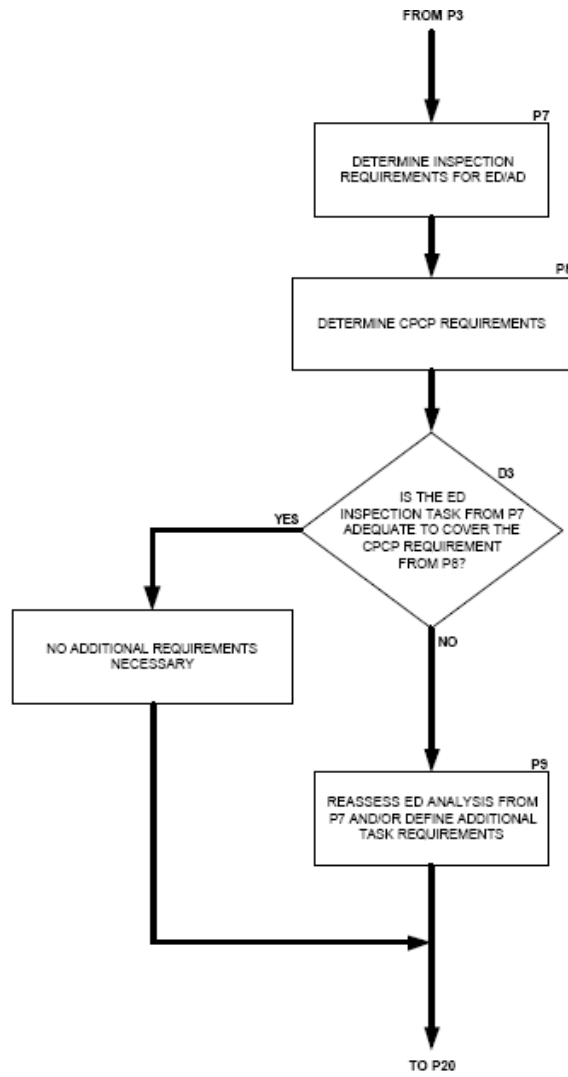 FROM P3
P7
DETERMINE INSPECTION
REQUIREMENTS FOR ED/AD
P8
DETERMINE CPCP REQUIREMENTS
D3
IS THE ED
INSPECTION TASK FROM P7
ADEQUATE TO COVER THE
CPCP REQUIREMENT
FROM P8?
YES
NO ADDITIONAL REQUIREMENTS
NECESSARY
NO
P9
REASSESS ED ANALYSIS FROM
P7 AND/OR DEFINE ADDITIONAL
TASK REQUIREMENTS
TO P20